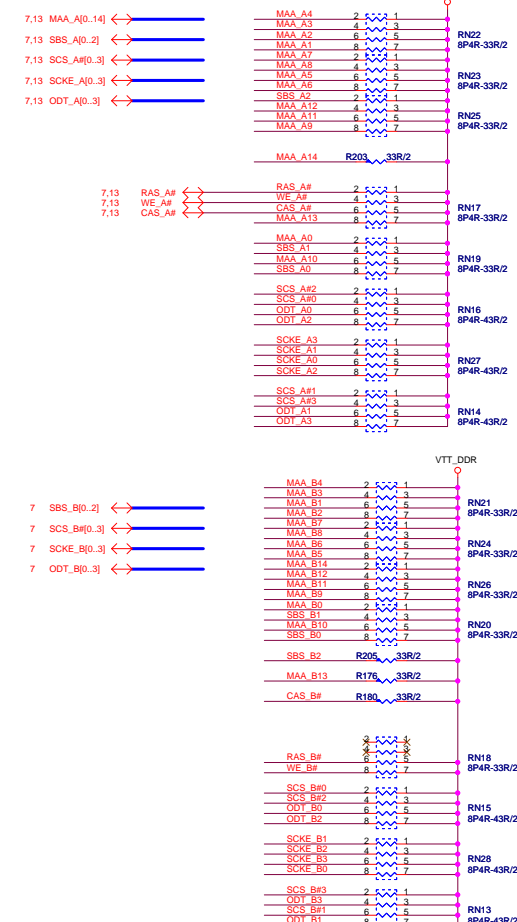 7,13 MAA_A[0..14]
7,13 SBS_A[0..2]
7,13 SCS_A#[0..3]
7,13 SCKE_A[0..3]
7,13 ODT_A[0..3]
MAA_A4 2 1
MAA_A3 4 3
MAA_A2 6 5 RN22
MAA_A1 8 7 8P4R-33R/2
MAA_A7 2 1
MAA_A8 4 3
MAA_A5 6 5 RN23
MAA_A6 8 7 8P4R-33R/2
SBS_A2 2 1
MAA_A12 4 3
MAA_A11 6 5 RN25
MAA_A9 8 7 8P4R-33R/2
MAA_A14 R203 33R/2
7,13 RAS_A# RAS_A# 2 1
7,13 WE_A# WE_A# 4 3
7,13 CAS_A# CAS_A# 6 5 RN17
MAA_A13 8 7 8P4R-33R/2
MAA_A0 2 1
SBS_A1 4 3
MAA_A10 6 5 RN19
SBS_A0 8 7 8P4R-33R/2
SCS_A#2 2 1
SCS_A#0 4 3
ODT_A0 6 5 RN16
ODT_A2 8 7 8P4R-43R/2
SCKE_A3 2 1
SCKE_A1 4 3
SCKE_A0 6 5 RN27
SCKE_A2 8 7 8P4R-43R/2
SCS_A#1 2 1
SCS_A#3 4 3
ODT_A1 6 5 RN14
ODT_A3 8 7 8P4R-43R/2
VTT_DDR
7 SBS_B[0..2]
7 SCS_B#[0..3]
7 SCKE_B[0..3]
7 ODT_B[0..3]
MAA_B4 2 1
MAA_B3 4 3
MAA_B1 6 5 RN21
MAA_B2 8 7 8P4R-33R/2
MAA_B7 2 1
MAA_B8 4 3
MAA_B6 6 5 RN24
MAA_B5 8 7 8P4R-33R/2
MAA_B14 2 1
MAA_B12 4 3
MAA_B11 6 5 RN26
MAA_B9 8 7 8P4R-33R/2
MAA_B0 2 1
SBS_B1 4 3
MAA_B10 6 5 RN20
SBS_B0 8 7 8P4R-33R/2
SBS_B2 R205 33R/2
MAA_B13 R176 33R/2
CAS_B# R180 33R/2
2 1
4 3
RAS_B# 6 5 RN18
WE_B# 8 7 8P4R-33R/2
SCS_B#0 2 1
SCS_B#2 4 3
ODT_B0 6 5 RN15
ODT_B2 8 7 8P4R-43R/2
SCKE_B1 2 1
SCKE_B2 4 3
SCKE_B3 6 5 RN28
SCKE_B0 8 7 8P4R-43R/2
SCS_B#3 2 1
ODT_B3 4 3
SCS_B#1 6 5 RN13
ODT_B1 8 7 8P4R-43R/2